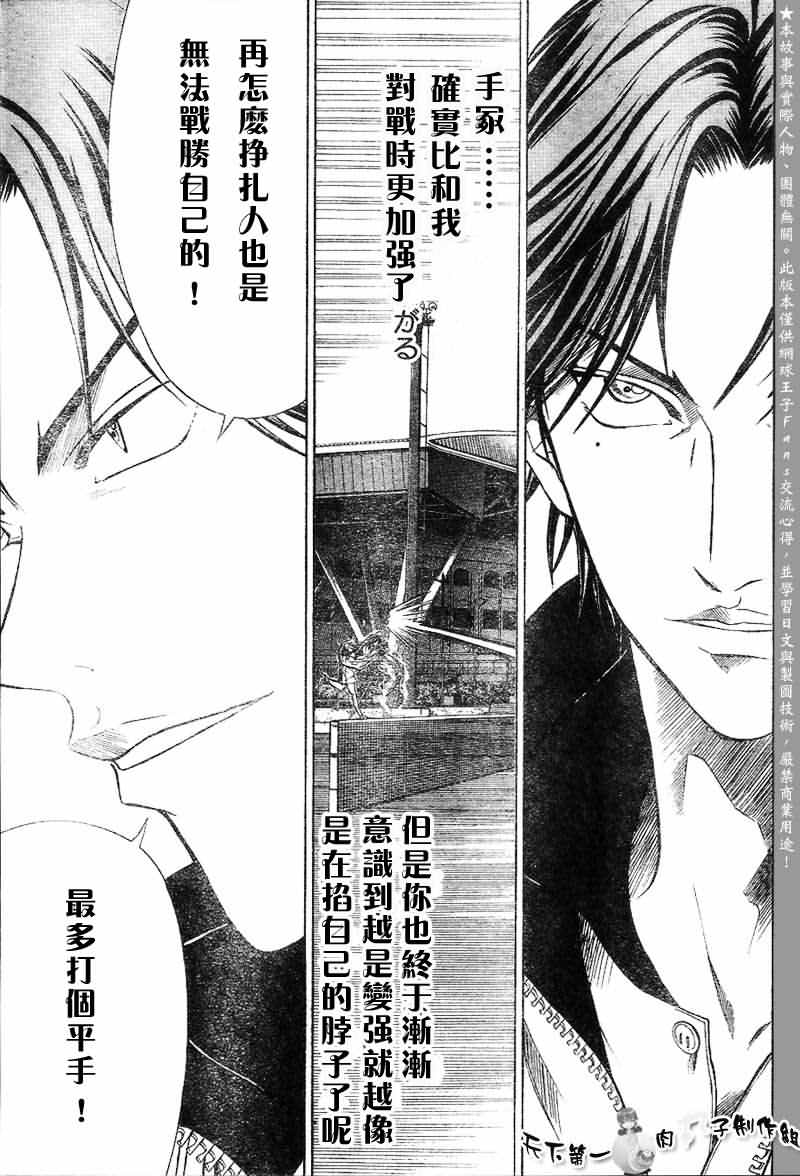 ★本故事與實際人物、團體無關。此版本僅供網球王子Fans交流心得，並學習日文與製圖技術，嚴禁商業用途！
手冢……
確實比和我
對戰時更加强了
がる
但是你也終于漸漸
意識到越是變强就越像
是在掐自己的脖子了呢
再怎麽挣扎人也是
無法戰勝自己的！
最多打個平手！
天下第一
肉
子制作組